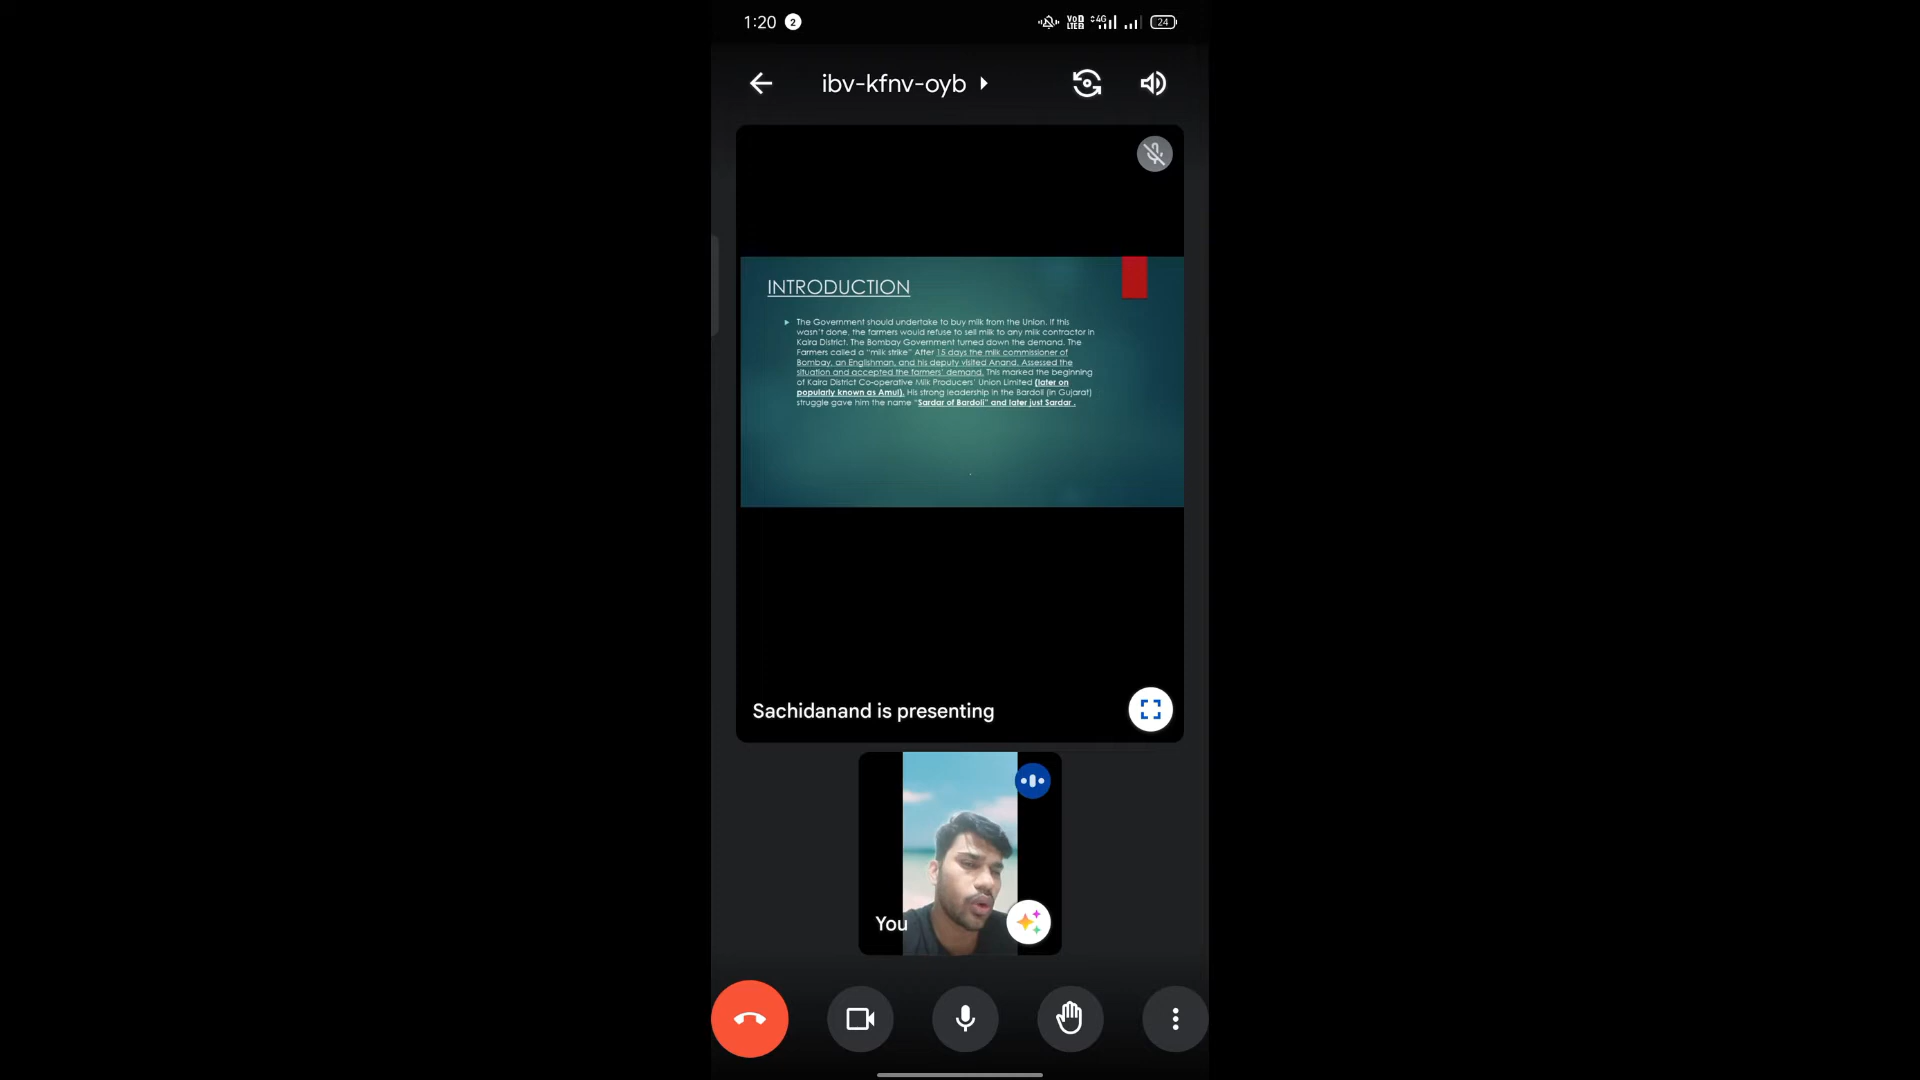 1:20 2
VoD LTE2 4G 24
ibv-kfnv-oyb
INTRODUCTION
The Government should undertake to buy milk from the Union. If this
wasn't done, the farmers would refuse to sell milk to any milk contractor in
Kaira District. The Bombay Government turned down the demand. The
Farmers called a "milk strike" After 15 days the milk commissioner of
Bombay, an Englishman, and his deputy visited Anand. Assessed the
situation and accepted the farmers' demand. This marked the beginning
of Kaira District Co-operative Milk Producers' Union Limited (later on
popularly known as Amul). His strong leadership in the Bardoli (in Gujarat)
struggle gave him the name "Sardar of Bardoli" and later just Sardar .
Sachidanand is presenting
You